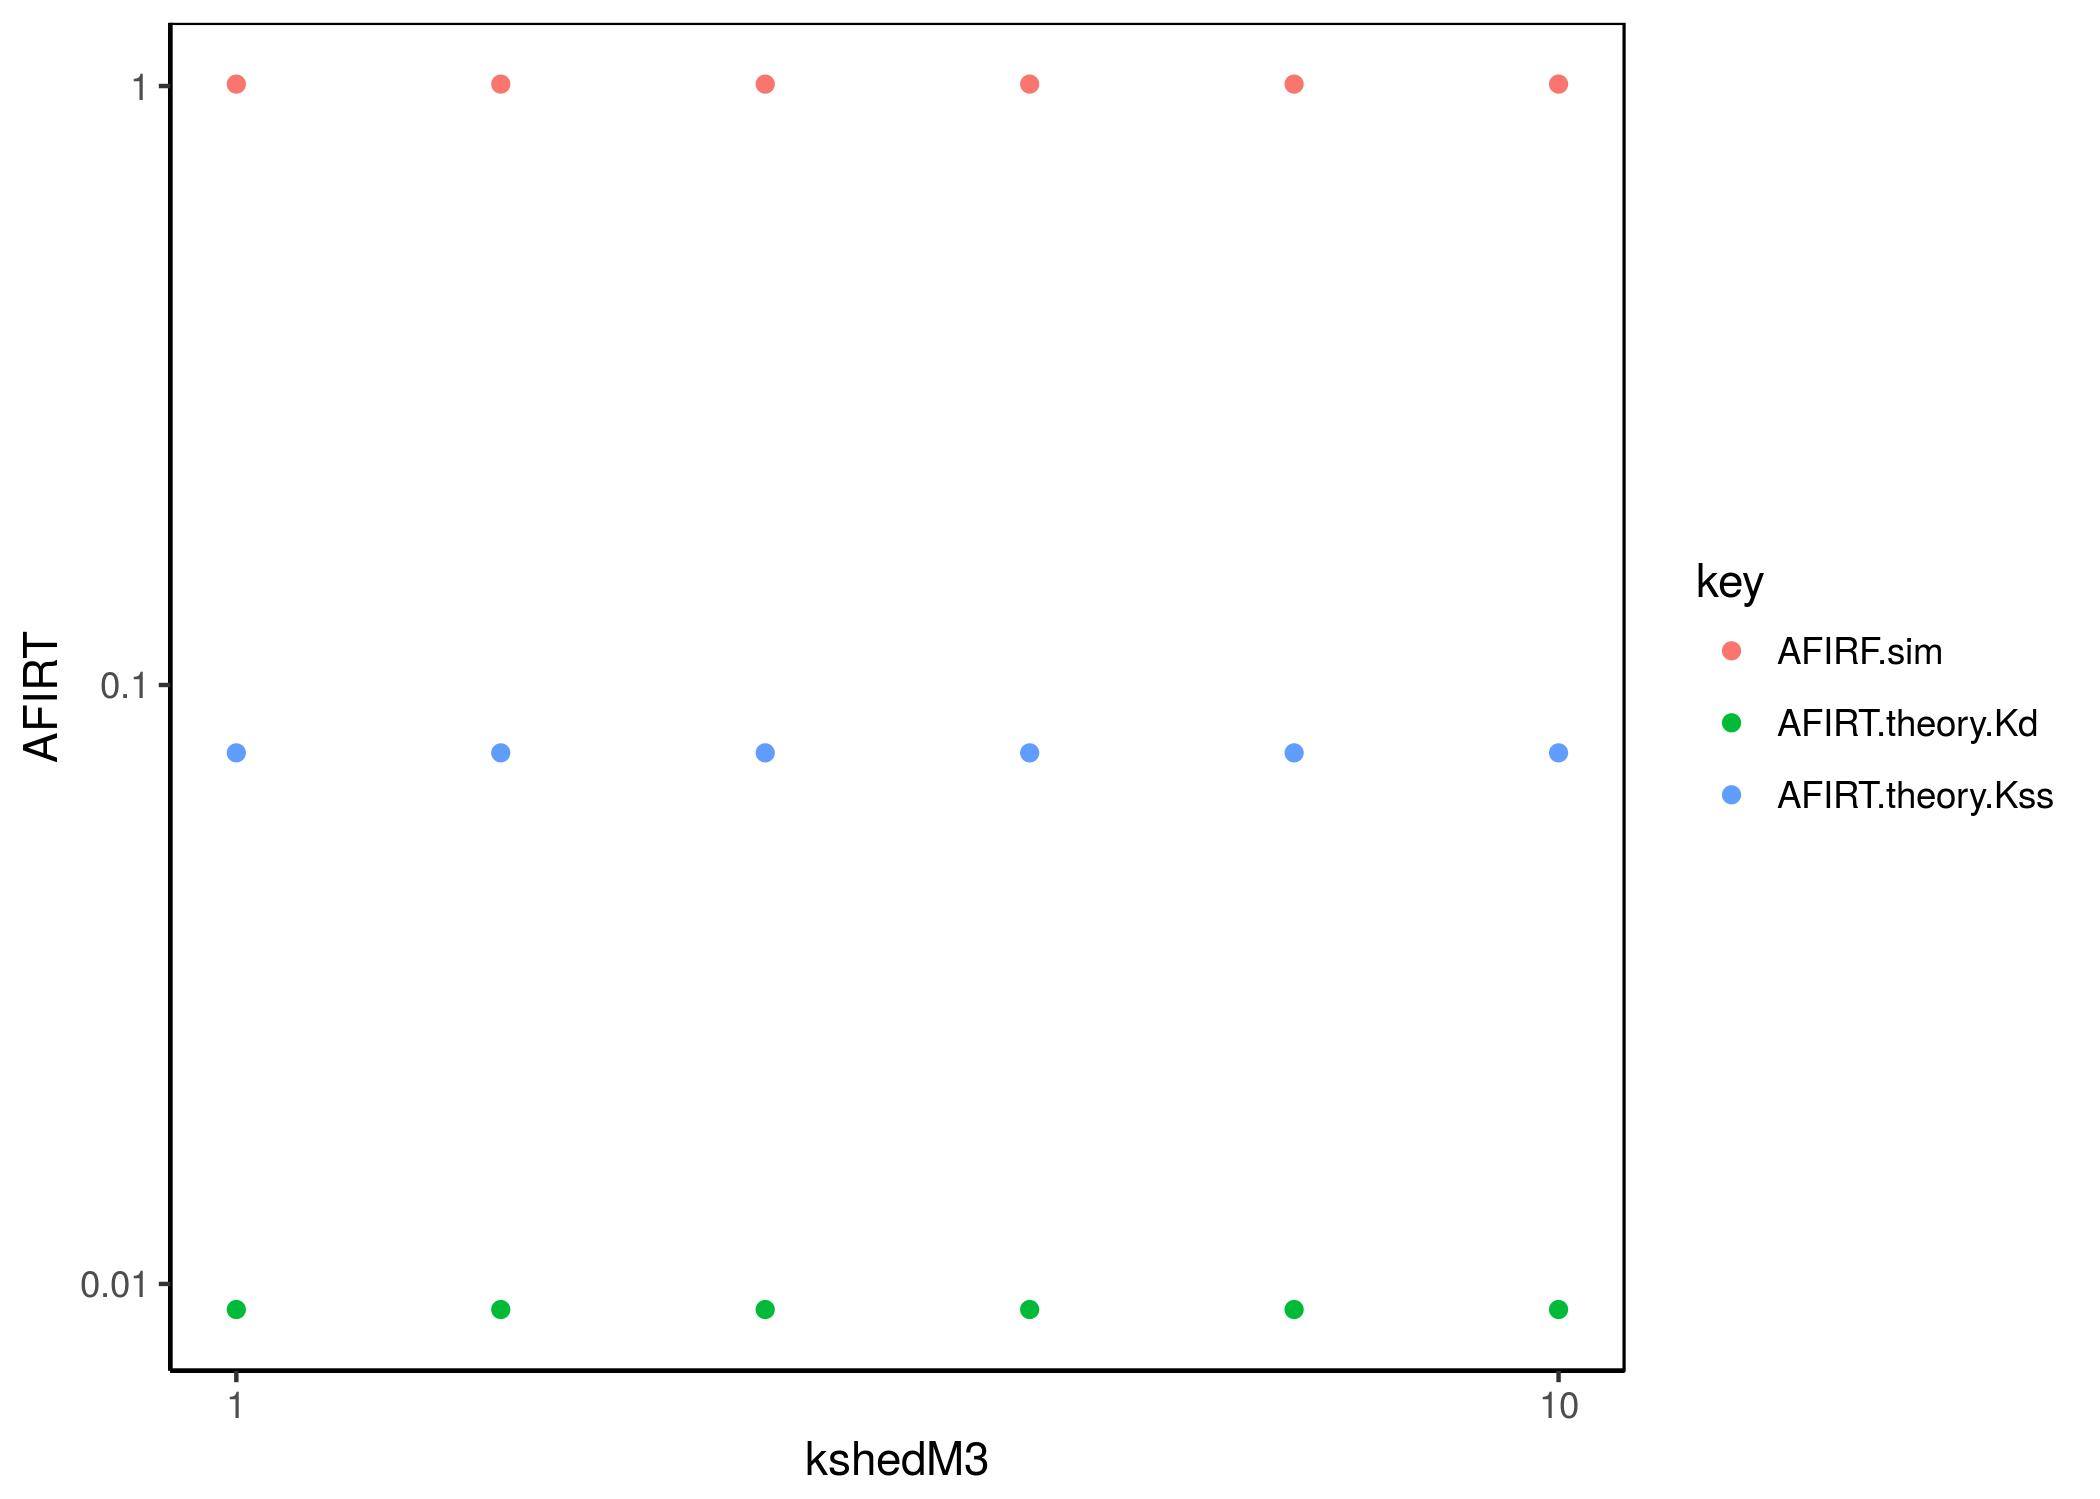 AFIRT
1
0.1
0.01
1
10
kshedM3
key
AFIRF.sim
AFIRT.theory.Kd
AFIRT.theory.Kss